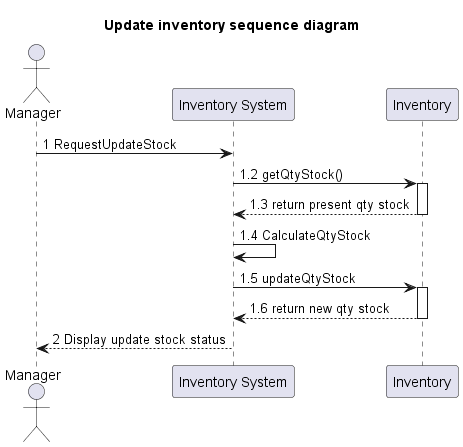 Update inventory sequence diagram
Manager
Inventory System
Inventory
1 RequestUpdateStock
1.2 getQtyStock()
1.3 return present qty stock
1.4 CalculateQtyStock
1.5 updateQtyStock
1.6 return new qty stock
2 Display update stock status
Manager
Inventory System
Inventory